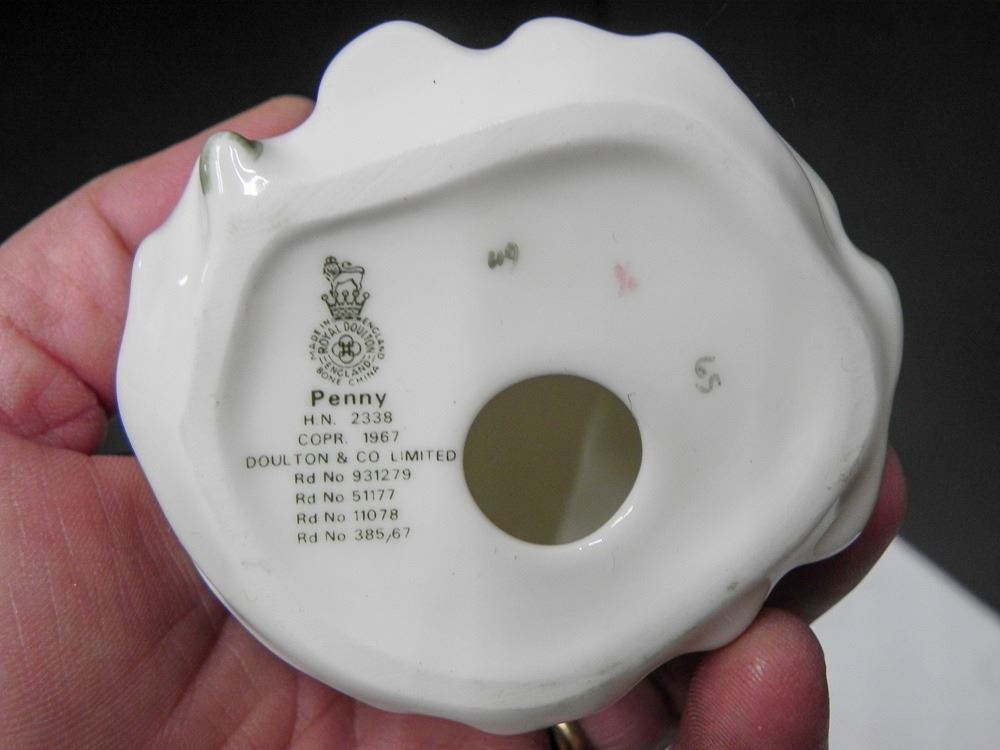 MADE IN ENGLAND
ROYAL DOULTON
ENGLAND
BONE CHINA
Penny
H.N. 2338
COPR. 1967
DOULTON & CO LIMITED
Rd No 931279
Rd No 51177
Rd No 11078
Rd No 385/67